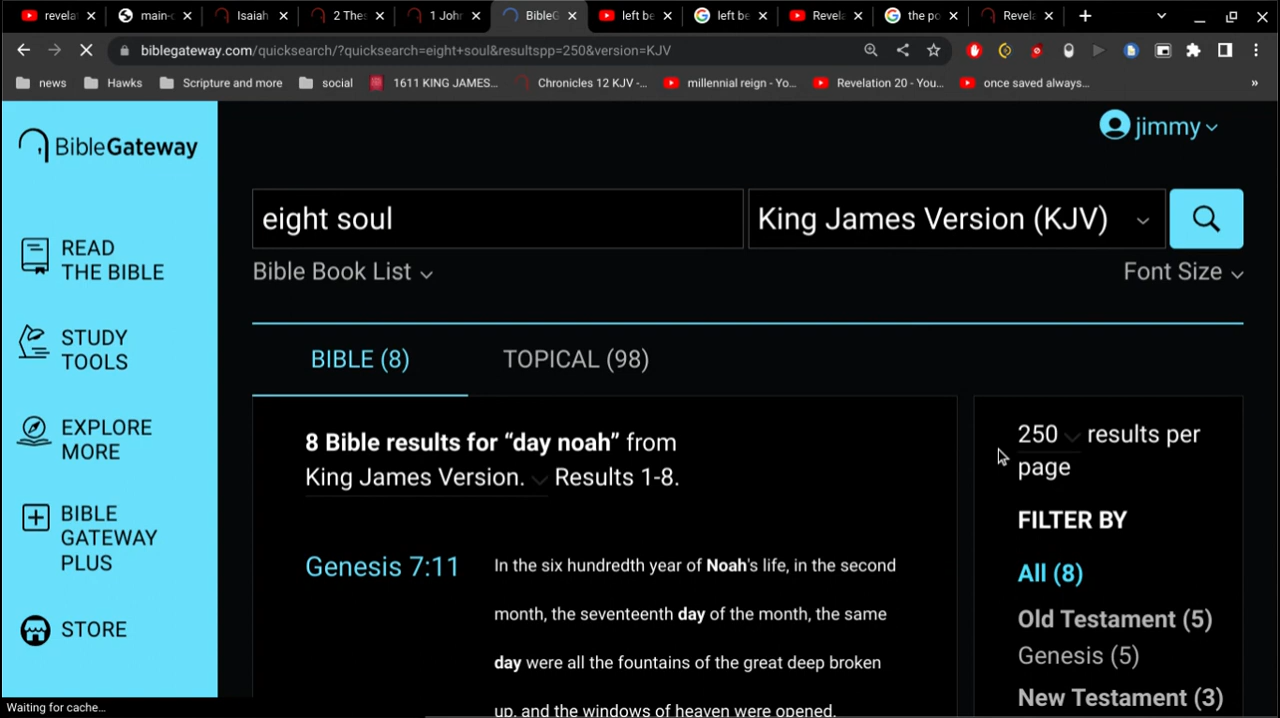 revela
main-
Isaiah
2 Thes
1 John
BibleG
left be
left be
Revela
the po
Revela
biblegateway.com/quicksearch/?quicksearch=eight+soul&resultspp=250&version=KJV
news
Hawks
Scripture and more
social
1611 KING JAMES...
Chronicles 12 KJV -...
millennial reign - Yo...
Revelation 20 - You...
once saved always...
»
BibleGateway
jimmy
eight soul
King James Version (KJV)
Bible Book List
Font Size
READ
THE BIBLE
STUDY
TOOLS
EXPLORE
MORE
BIBLE
GATEWAY
PLUS
STORE
BIBLE (8)
TOPICAL (98)
8 Bible results for “day noah” from
King James Version. Results 1-8.
Genesis 7:11
In the six hundredth year of Noah's life, in the second
month, the seventeenth day of the month, the same
day were all the fountains of the great deep broken
up, and the windows of heaven were opened.
250 results per
page
FILTER BY
All (8)
Old Testament (5)
Genesis (5)
New Testament (3)
Waiting for cache...